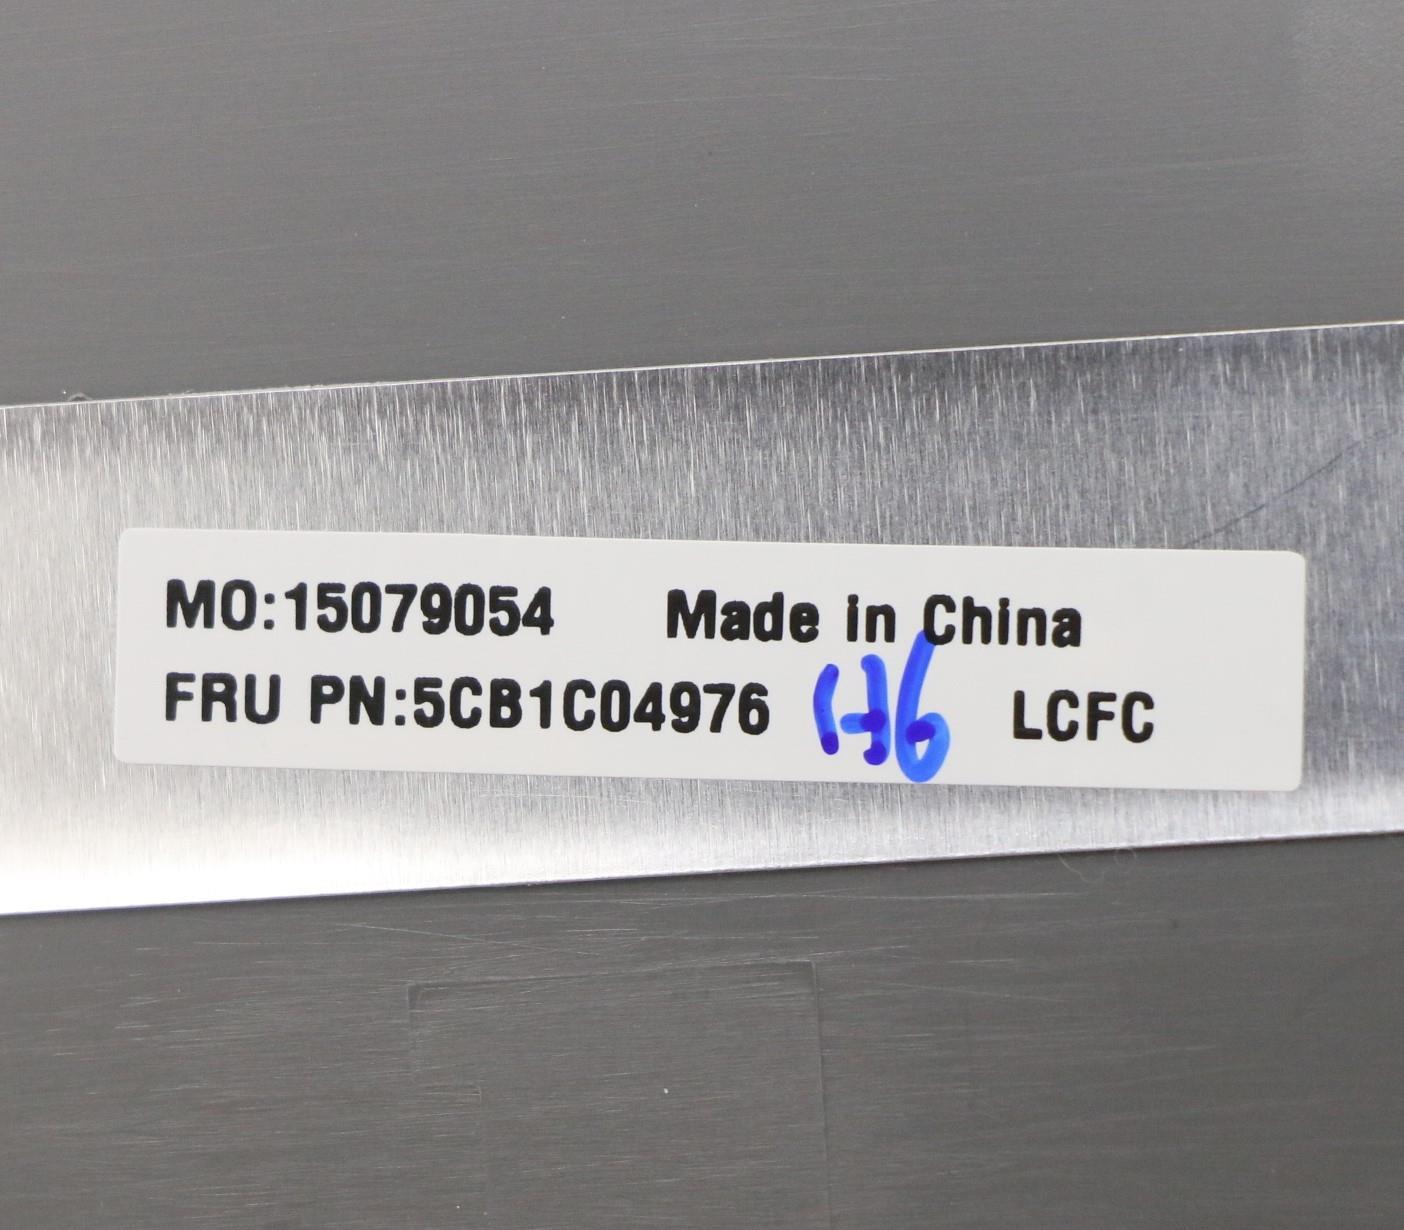 MO:15079054 Made in China
FRU PN:5CB1C04976 LCFC